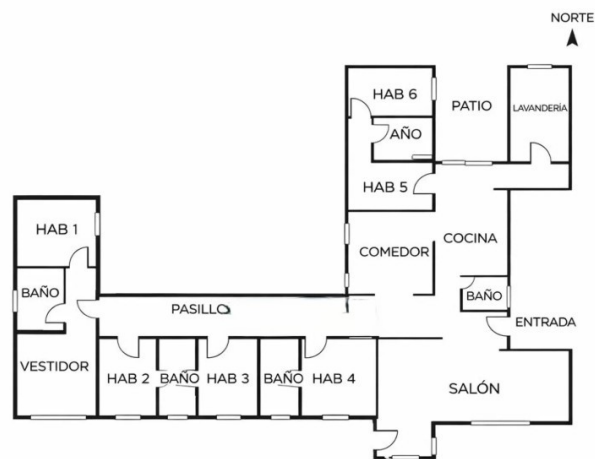 NORTE
HAB 6
PATIO
LAVANDERÍA
AÑO
HAB 5
HAB 1
COMEDOR
COCINA
BAÑO
BAÑO
PASILLO
ENTRADA
VESTIDOR
HAB 2
BAÑO
HAB 3
BAÑO
HAB 4
SALÓN